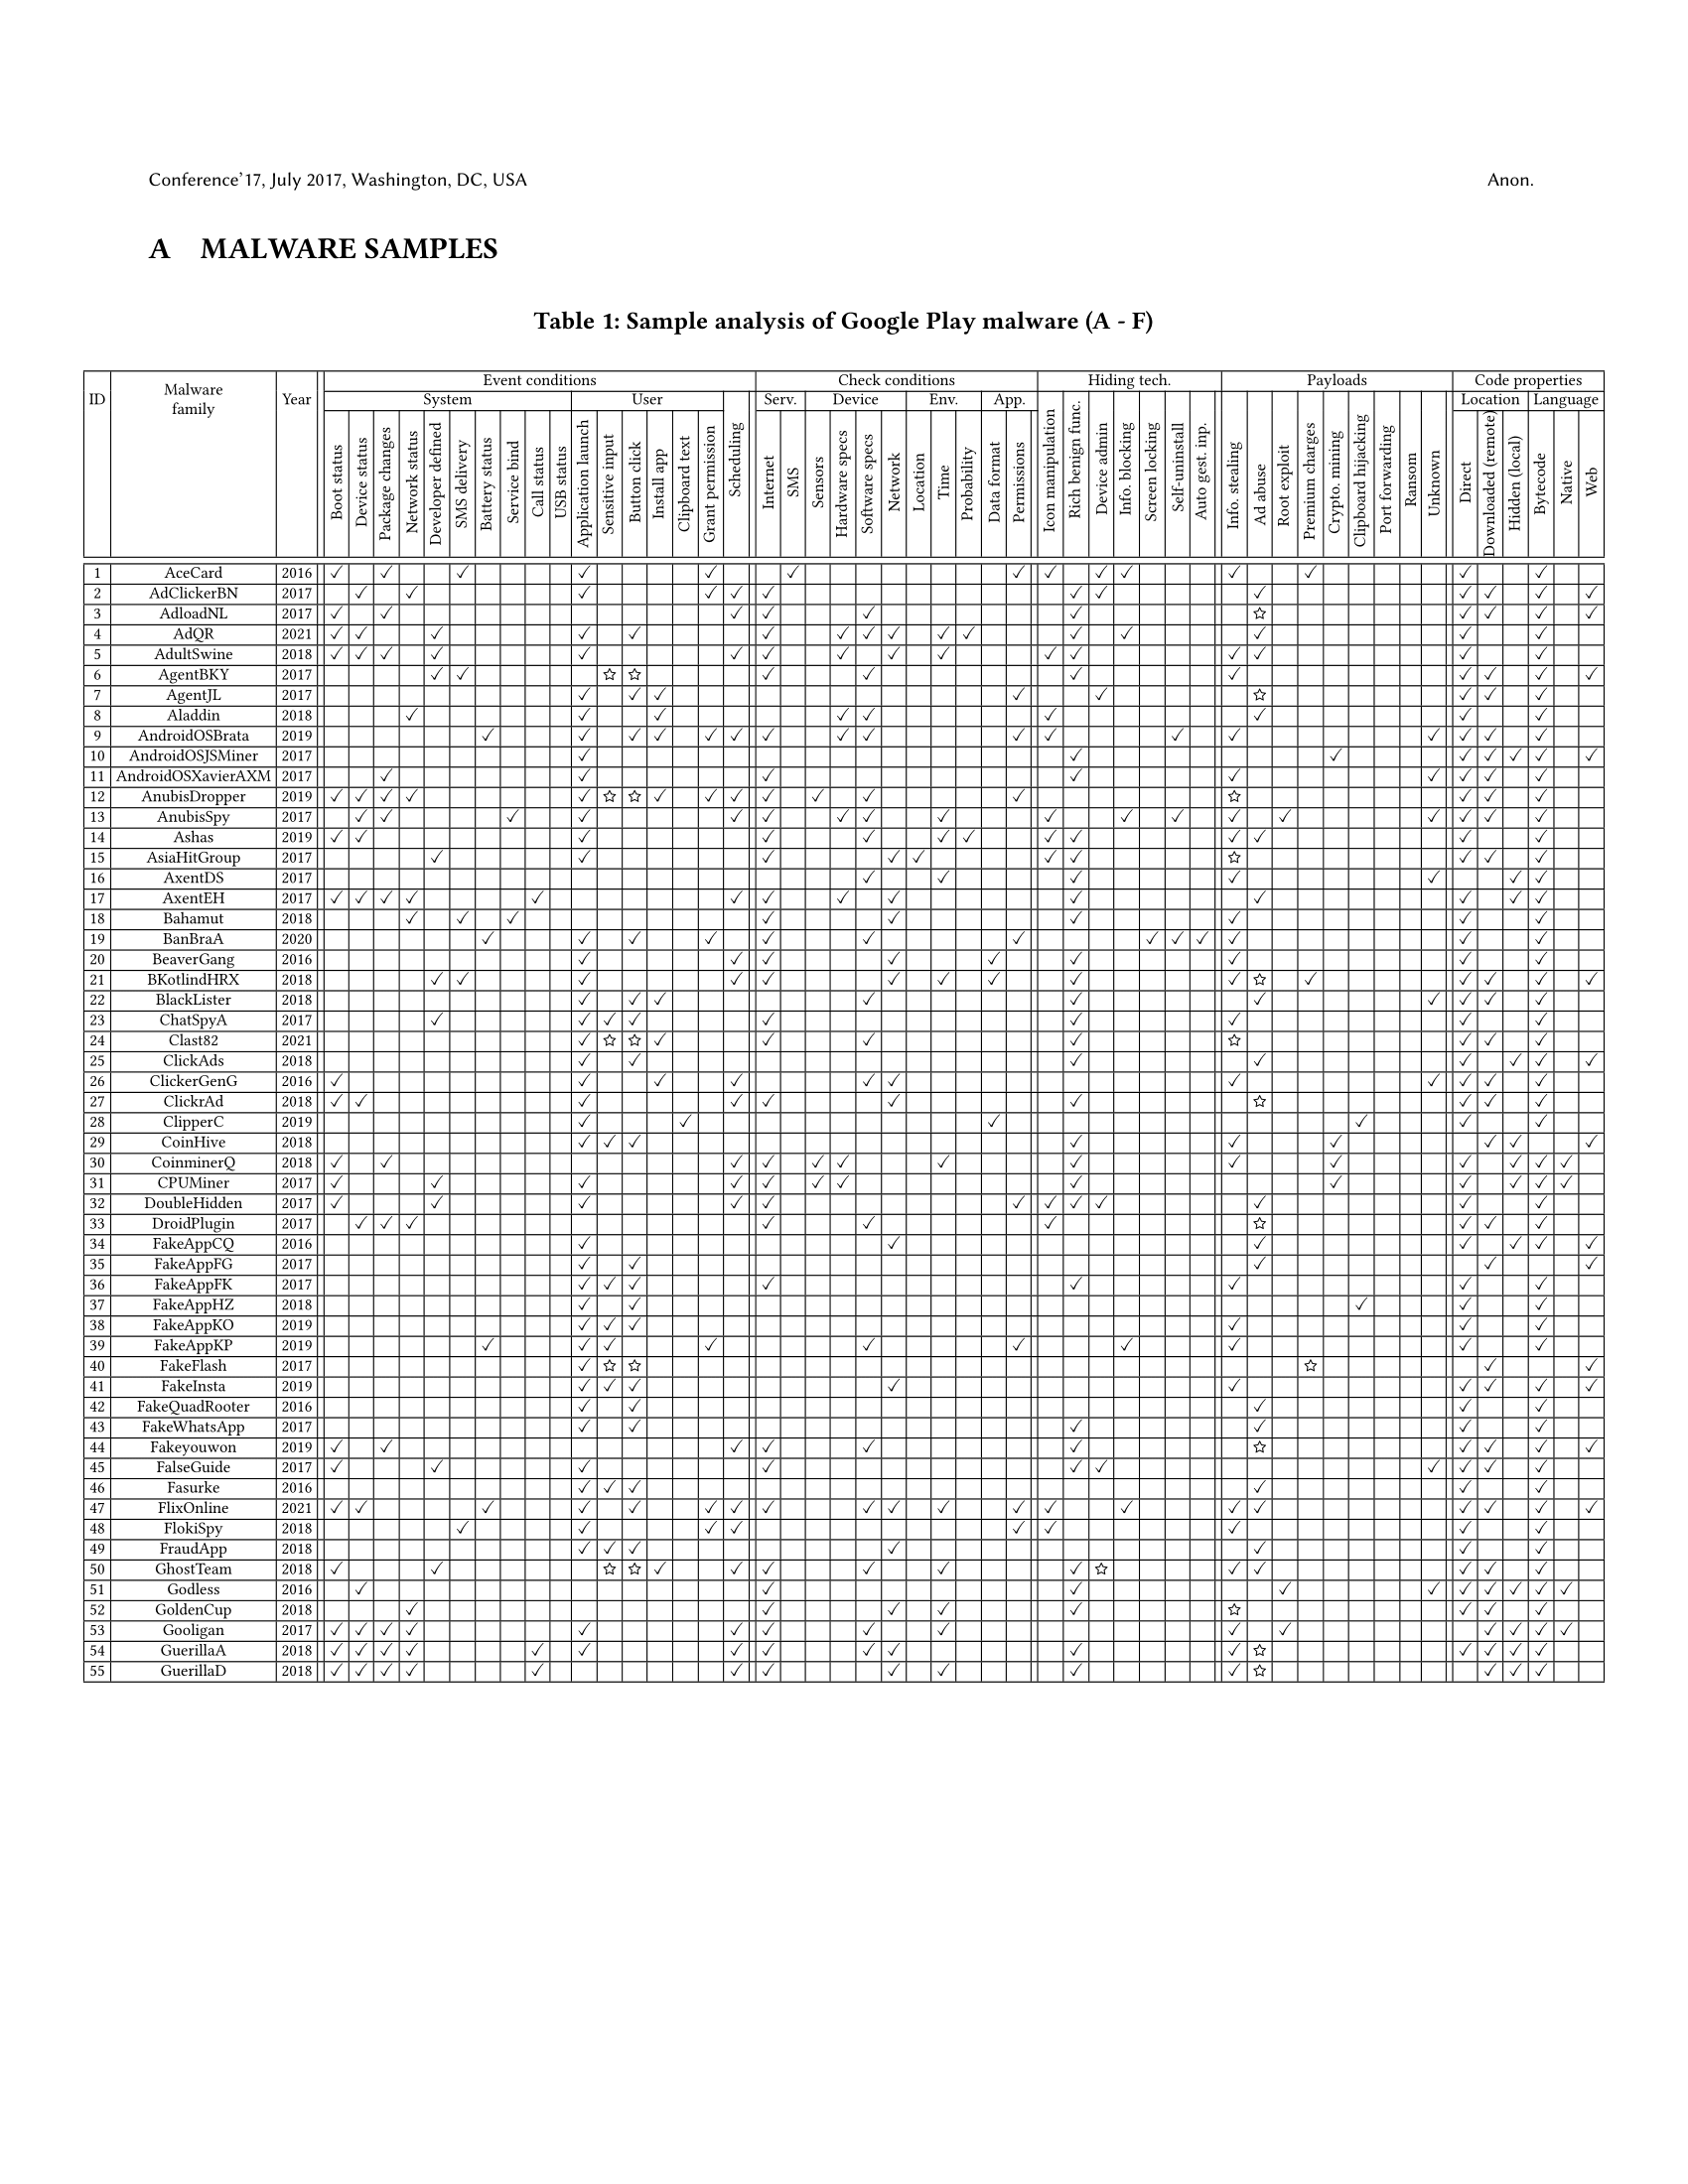 Conference'17, July 2017, Washington, DC, USA Anon.
A MALWARE SAMPLES
Table 1: Sample analysis of Google Play malware (A - F)
ID Malware family Year Event conditions Check conditions Hiding tech. Payloads Code properties
System User Serv. Device Env. App. Location Language
Boot status Device status Package changes Network status Developer defined SMS delivery Battery status Service bind Call status USB status Application launch Sensitive input Button click Install app Clipboard text Grant permission Scheduling Internet SMS Sensors Hardware specs Software specs Network Location Time Probability Data format Permissions Icon manipulation Rich benign func. Device admin Info. blocking Screen locking Self-uninstall Auto gest. inp. Info. stealing Ad abuse Root exploit Premium charges Crypto. mining Clipboard hijacking Port forwarding Ransom Unknown Direct Downloaded (remote) Hidden (local) Bytecode Native Web
1 AceCard 2016 ✓ ✓ ✓ ✓ ✓ ✓ ✓ ✓ ✓ ✓ ✓ ✓ ✓ ✓
2 AdClickerBN 2017 ✓ ✓ ✓ ✓ ✓ ✓ ✓ ✓ ✓ ✓ ✓ ✓ ✓
3 AdloadNL 2017 ✓ ✓ ✓ ✓ ✓ ✓ ☆ ✓ ✓ ✓ ✓
4 AdQR 2021 ✓ ✓ ✓ ✓ ✓ ✓ ✓ ✓ ✓ ✓ ✓ ✓ ✓ ✓ ✓ ✓
5 AdultSwine 2018 ✓ ✓ ✓ ✓ ✓ ✓ ✓ ✓ ✓ ✓ ✓ ✓ ✓ ✓ ✓ ✓
6 AgentBKY 2017 ✓ ✓ ☆ ☆ ✓ ✓ ✓ ✓ ✓ ✓ ✓ ✓
7 AgentJL 2017 ✓ ✓ ✓ ✓ ✓ ☆ ✓ ✓ ✓
8 Aladdin 2018 ✓ ✓ ✓ ✓ ✓ ✓ ✓ ✓ ✓
9 AndroidOSBrata 2019 ✓ ✓ ✓ ✓ ✓ ✓ ✓ ✓ ✓ ✓ ✓ ✓ ✓ ✓ ✓ ✓ ✓
10 AndroidOSJSMiner 2017 ✓ ✓ ✓ ✓ ✓ ✓ ✓ ✓
11 AndroidOSXavierAXM 2017 ✓ ✓ ✓ ✓ ✓ ✓ ✓ ✓ ✓
12 AnubisDropper 2019 ✓ ✓ ✓ ✓ ✓ ☆ ☆ ✓ ✓ ✓ ✓ ✓ ✓ ✓ ☆ ✓ ✓ ✓
13 AnubisSpy 2017 ✓ ✓ ✓ ✓ ✓ ✓ ✓ ✓ ✓ ✓ ✓ ✓ ✓ ✓ ✓ ✓ ✓ ✓
14 Ashas 2019 ✓ ✓ ✓ ✓ ✓ ✓ ✓ ✓ ✓ ✓ ✓ ✓ ✓
15 AsiaHitGroup 2017 ✓ ✓ ✓ ✓ ✓ ✓ ✓ ☆ ✓ ✓ ✓
16 AxentDS 2017 ✓ ✓ ✓ ✓ ✓ ✓ ✓
17 AxentEH 2017 ✓ ✓ ✓ ✓ ✓ ✓ ✓ ✓ ✓ ✓ ✓ ✓ ✓ ✓
18 Bahamut 2018 ✓ ✓ ✓ ✓ ✓ ✓ ✓ ✓ ✓
19 BanBraA 2020 ✓ ✓ ✓ ✓ ✓ ✓ ✓ ✓ ✓ ✓ ✓ ✓ ✓
20 BeaverGang 2016 ✓ ✓ ✓ ✓ ✓ ✓ ✓ ✓ ✓
21 BKotlindHRX 2018 ✓ ✓ ✓ ✓ ✓ ✓ ✓ ✓ ✓ ✓ ☆ ✓ ✓ ✓ ✓ ✓
22 BlackLister 2018 ✓ ✓ ✓ ✓ ✓ ✓ ✓ ✓ ✓ ✓
23 ChatSpyA 2017 ✓ ✓ ✓ ✓ ✓ ✓ ✓ ✓ ✓
24 Clast82 2021 ✓ ☆ ☆ ✓ ✓ ✓ ✓ ☆ ✓ ✓ ✓
25 ClickAds 2018 ✓ ✓ ✓ ✓ ✓ ✓ ✓ ✓
26 ClickerGenG 2016 ✓ ✓ ✓ ✓ ✓ ✓ ✓ ✓ ✓ ✓ ✓
27 ClickrAd 2018 ✓ ✓ ✓ ✓ ✓ ✓ ✓ ☆ ✓ ✓ ✓
28 ClipperC 2019 ✓ ✓ ✓ ✓ ✓ ✓
29 CoinHive 2018 ✓ ✓ ✓ ✓ ✓ ✓ ✓ ✓ ✓
30 CoinminerQ 2018 ✓ ✓ ✓ ✓ ✓ ✓ ✓ ✓ ✓ ✓ ✓ ✓ ✓ ✓
31 CPUMiner 2017 ✓ ✓ ✓ ✓ ✓ ✓ ✓ ✓ ✓ ✓ ✓ ✓ ✓
32 DoubleHidden 2017 ✓ ✓ ✓ ✓ ✓ ✓ ✓ ✓ ✓ ✓ ✓ ✓
33 DroidPlugin 2017 ✓ ✓ ✓ ✓ ✓ ✓ ☆ ✓ ✓ ✓
34 FakeAppCQ 2016 ✓ ✓ ✓ ✓ ✓ ✓ ✓
35 FakeAppFG 2017 ✓ ✓ ✓ ✓ ✓
36 FakeAppFK 2017 ✓ ✓ ✓ ✓ ✓ ✓ ✓ ✓
37 FakeAppHZ 2018 ✓ ✓ ✓ ✓ ✓
38 FakeAppKO 2019 ✓ ✓ ✓ ✓ ✓ ✓
39 FakeAppKP 2019 ✓ ✓ ✓ ✓ ✓ ✓ ✓ ✓ ✓ ✓
40 FakeFlash 2017 ✓ ☆ ☆ ☆ ✓ ✓
41 FakeInsta 2019 ✓ ✓ ✓ ✓ ✓ ✓ ✓ ✓ ✓
42 FakeQuadRooter 2016 ✓ ✓ ✓ ✓ ✓
43 FakeWhatsApp 2017 ✓ ✓ ✓ ✓ ✓ ✓
44 Fakeyouwon 2019 ✓ ✓ ✓ ✓ ✓ ✓ ☆ ✓ ✓ ✓ ✓
45 FalseGuide 2017 ✓ ✓ ✓ ✓ ✓ ✓ ✓ ✓ ✓ ✓
46 Fasurke 2016 ✓ ✓ ✓ ✓ ✓ ✓
47 FlixOnline 2021 ✓ ✓ ✓ ✓ ✓ ✓ ✓ ✓ ✓ ✓ ✓ ✓ ✓ ✓ ✓ ✓ ✓ ✓ ✓ ✓
48 FlokiSpy 2018 ✓ ✓ ✓ ✓ ✓ ✓ ✓ ✓ ✓
49 FraudApp 2018 ✓ ✓ ✓ ✓ ✓ ✓ ✓
50 GhostTeam 2018 ✓ ✓ ☆ ☆ ✓ ✓ ✓ ✓ ✓ ✓ ☆ ✓ ✓ ✓ ✓ ✓
51 Godless 2016 ✓ ✓ ✓ ✓ ✓ ✓ ✓ ✓ ✓ ✓
52 GoldenCup 2018 ✓ ✓ ✓ ✓ ✓ ☆ ✓ ✓ ✓
53 Gooligan 2017 ✓ ✓ ✓ ✓ ✓ ✓ ✓ ✓ ✓ ✓ ✓ ✓ ✓ ✓ ✓
54 GuerillaA 2018 ✓ ✓ ✓ ✓ ✓ ✓ ✓ ✓ ✓ ✓ ✓ ✓ ☆ ✓ ✓ ✓ ✓
55 GuerillaD 2018 ✓ ✓ ✓ ✓ ✓ ✓ ✓ ✓ ✓ ✓ ✓ ☆ ✓ ✓ ✓